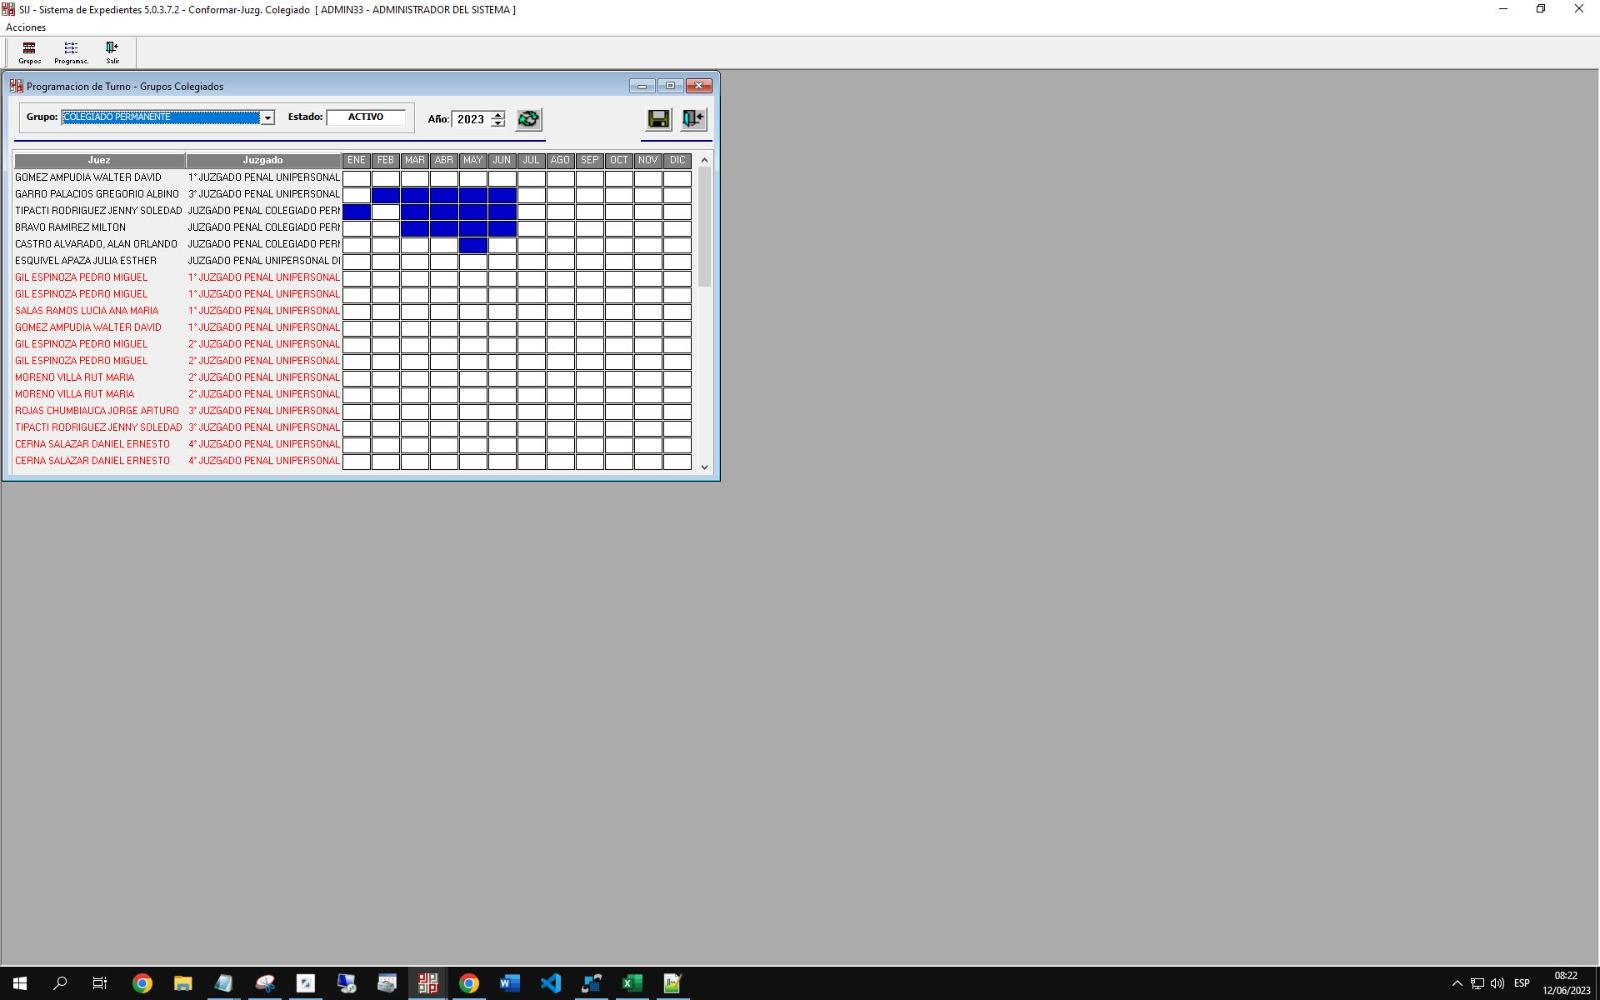 SIJ - Sistema de Expedientes 5.0.3.7.2 - Conformar-Juzg. Colegiado [ ADMIN33 - ADMINISTRADOR DEL SISTEMA ]
Acciones
Grupos Programac. Salir
Programacion de Turno - Grupos Colegiados
Grupo: COLEGIADO PERMANENTE Estado: ACTIVO Año: 2023
Juez Juzgado ENE FEB MAR ABR MAY JUN JUL AGO SEP OCT NOV DIC
GOMEZ AMPUDIA WALTER DAVID 1° JUZGADO PENAL UNIPERSONAL
GARRO PALACIOS GREGORIO ALBINO 3° JUZGADO PENAL UNIPERSONAL
TIPACTI RODRIGUEZ JENNY SOLEDAD JUZGADO PENAL COLEGIADO PERM
BRAVO RAMIREZ MILTON JUZGADO PENAL COLEGIADO PERM
CASTRO ALVARADO, ALAN ORLANDO JUZGADO PENAL COLEGIADO PERM
ESQUIVEL APAZA JULIA ESTHER JUZGADO PENAL UNIPERSONAL DI
GIL ESPINOZA PEDRO MIGUEL 1° JUZGADO PENAL UNIPERSONAL
GIL ESPINOZA PEDRO MIGUEL 1° JUZGADO PENAL UNIPERSONAL
SALAS RAMOS LUCIA ANA MARIA 1° JUZGADO PENAL UNIPERSONAL
GOMEZ AMPUDIA WALTER DAVID 1° JUZGADO PENAL UNIPERSONAL
GIL ESPINOZA PEDRO MIGUEL 2° JUZGADO PENAL UNIPERSONAL
GIL ESPINOZA PEDRO MIGUEL 2° JUZGADO PENAL UNIPERSONAL
MORENO VILLA RUT MARIA 2° JUZGADO PENAL UNIPERSONAL
MORENO VILLA RUT MARIA 2° JUZGADO PENAL UNIPERSONAL
ROJAS CHUMBIAUCA JORGE ARTURO 3° JUZGADO PENAL UNIPERSONAL
TIPACTI RODRIGUEZ JENNY SOLEDAD 3° JUZGADO PENAL UNIPERSONAL
CERNA SALAZAR DANIEL ERNESTO 4° JUZGADO PENAL UNIPERSONAL
CERNA SALAZAR DANIEL ERNESTO 4° JUZGADO PENAL UNIPERSONAL
ESP
08:22
12/06/2023